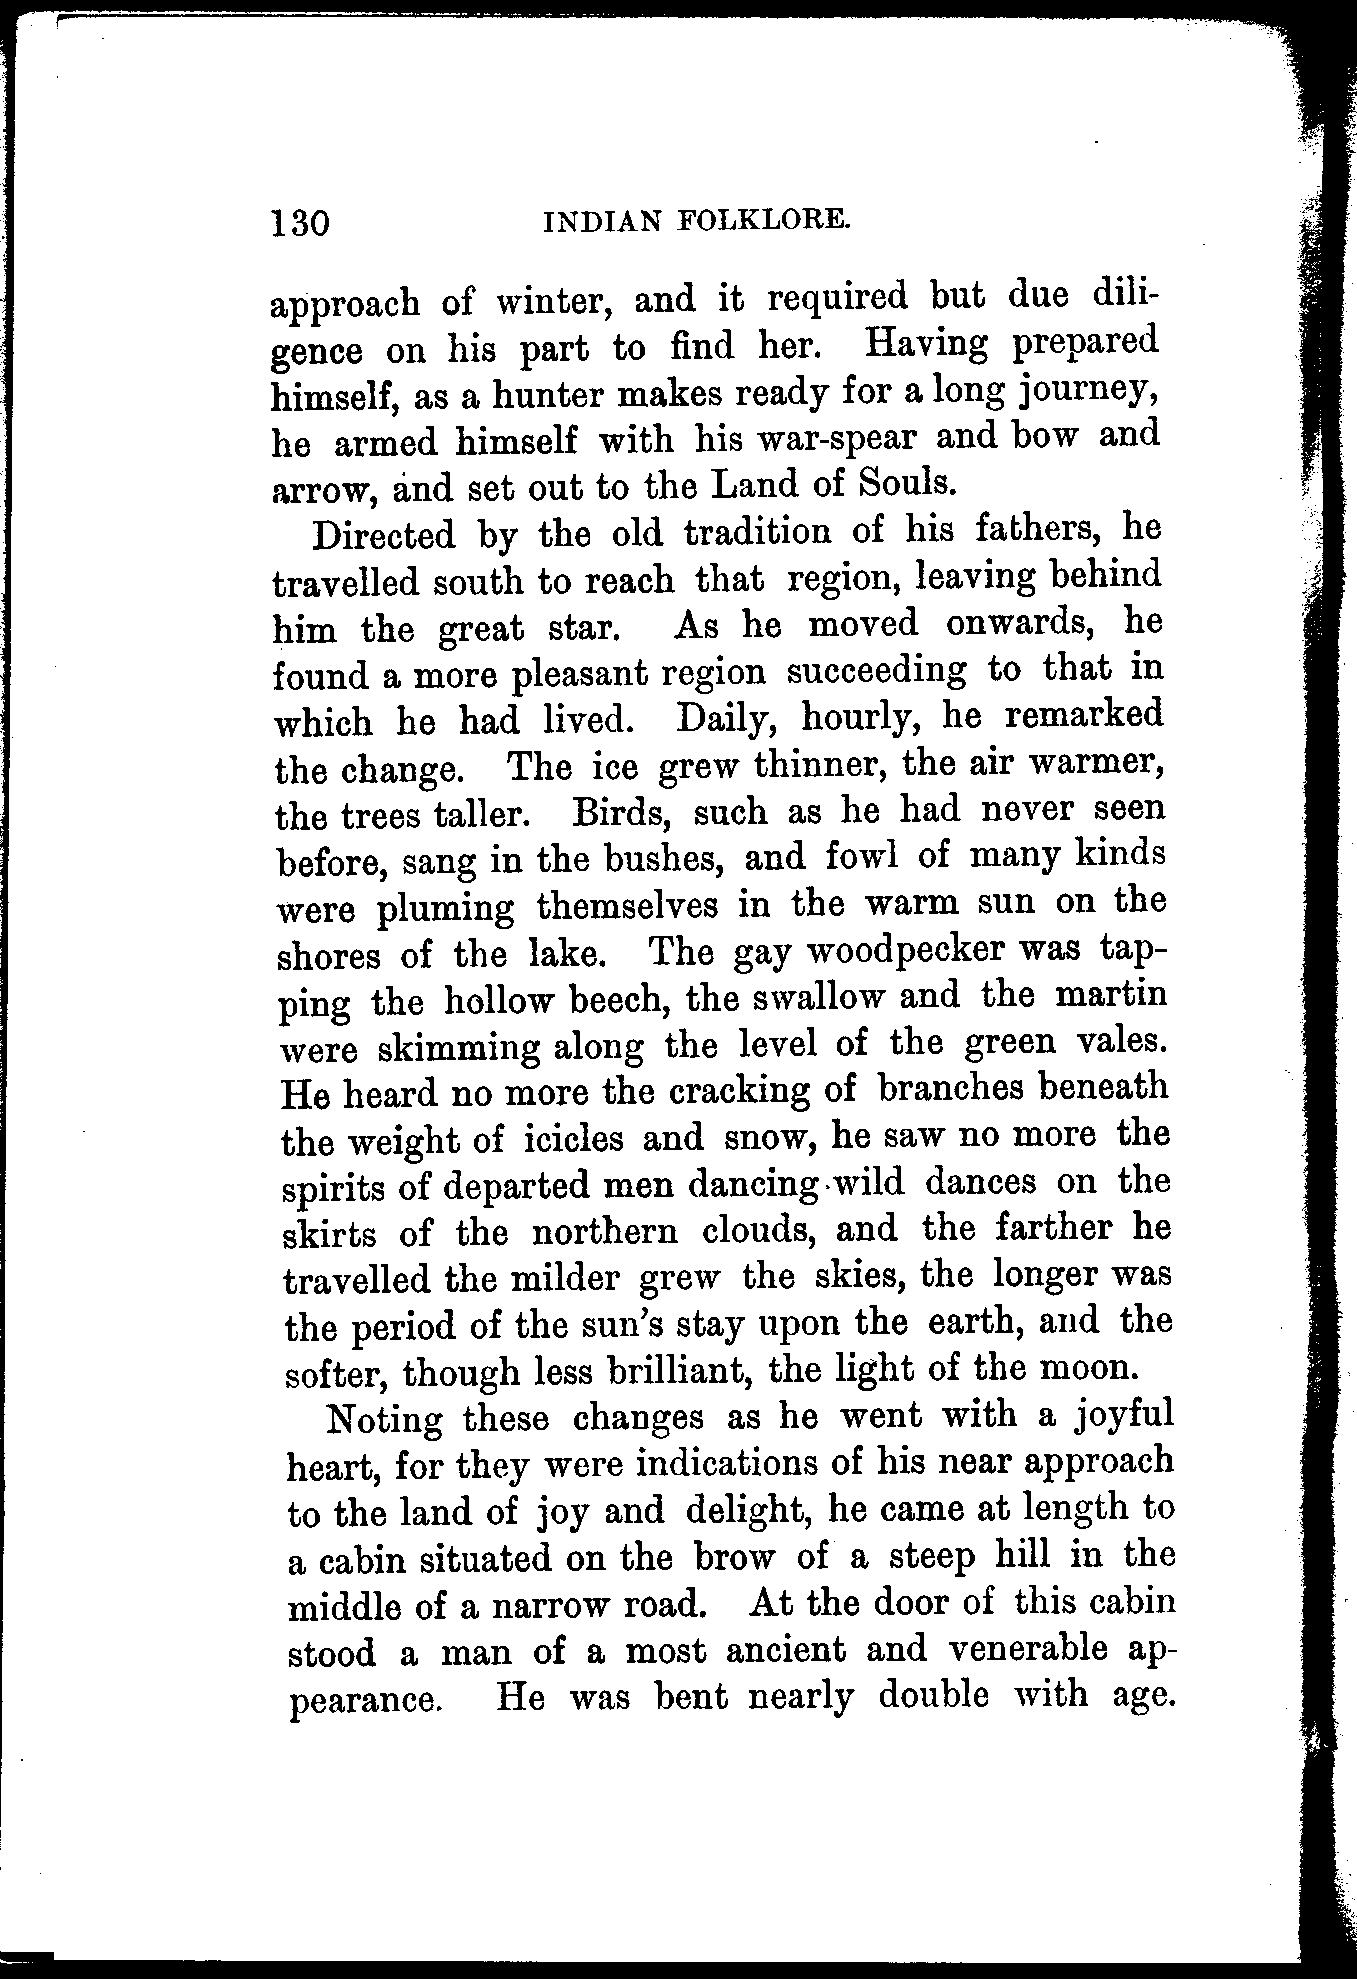 130 INDIAN FOLKLORE.
approach of winter, and it required but due dili-
gence on his part to find her. Having prepared
himself, as a hunter makes ready for a long journey,
he armed himself with his war-spear and bow and
arrow, and set out to the Land of Souls.
Directed by the old tradition of his fathers, he
travelled south to reach that region, leaving behind
him the great star. As he moved onwards, he
found a more pleasant region succeeding to that in
which he had lived. Daily, hourly, he remarked
the change. The ice grew thinner, the air warmer,
the trees taller. Birds, such as he had never seen
before, sang in the bushes, and fowl of many kinds
were pluming themselves in the warm sun on the
shores of the lake. The gay woodpecker was tap-
ping the hollow beech, the swallow and the martin
were skimming along the level of the green vales.
He heard no more the cracking of branches beneath
the weight of icicles and snow, he saw no more the
spirits of departed men dancing wild dances on the
skirts of the northern clouds, and the farther he
travelled the milder grew the skies, the longer was
the period of the sun's stay upon the earth, and the
softer, though less brilliant, the light of the moon.
Noting these changes as he went with a joyful
heart, for they were indications of his near approach
to the land of joy and delight, he came at length to
a cabin situated on the brow of a steep hill in the
middle of a narrow road. At the door of this cabin
stood a man of a most ancient and venerable ap-
pearance. He was bent nearly double with age.